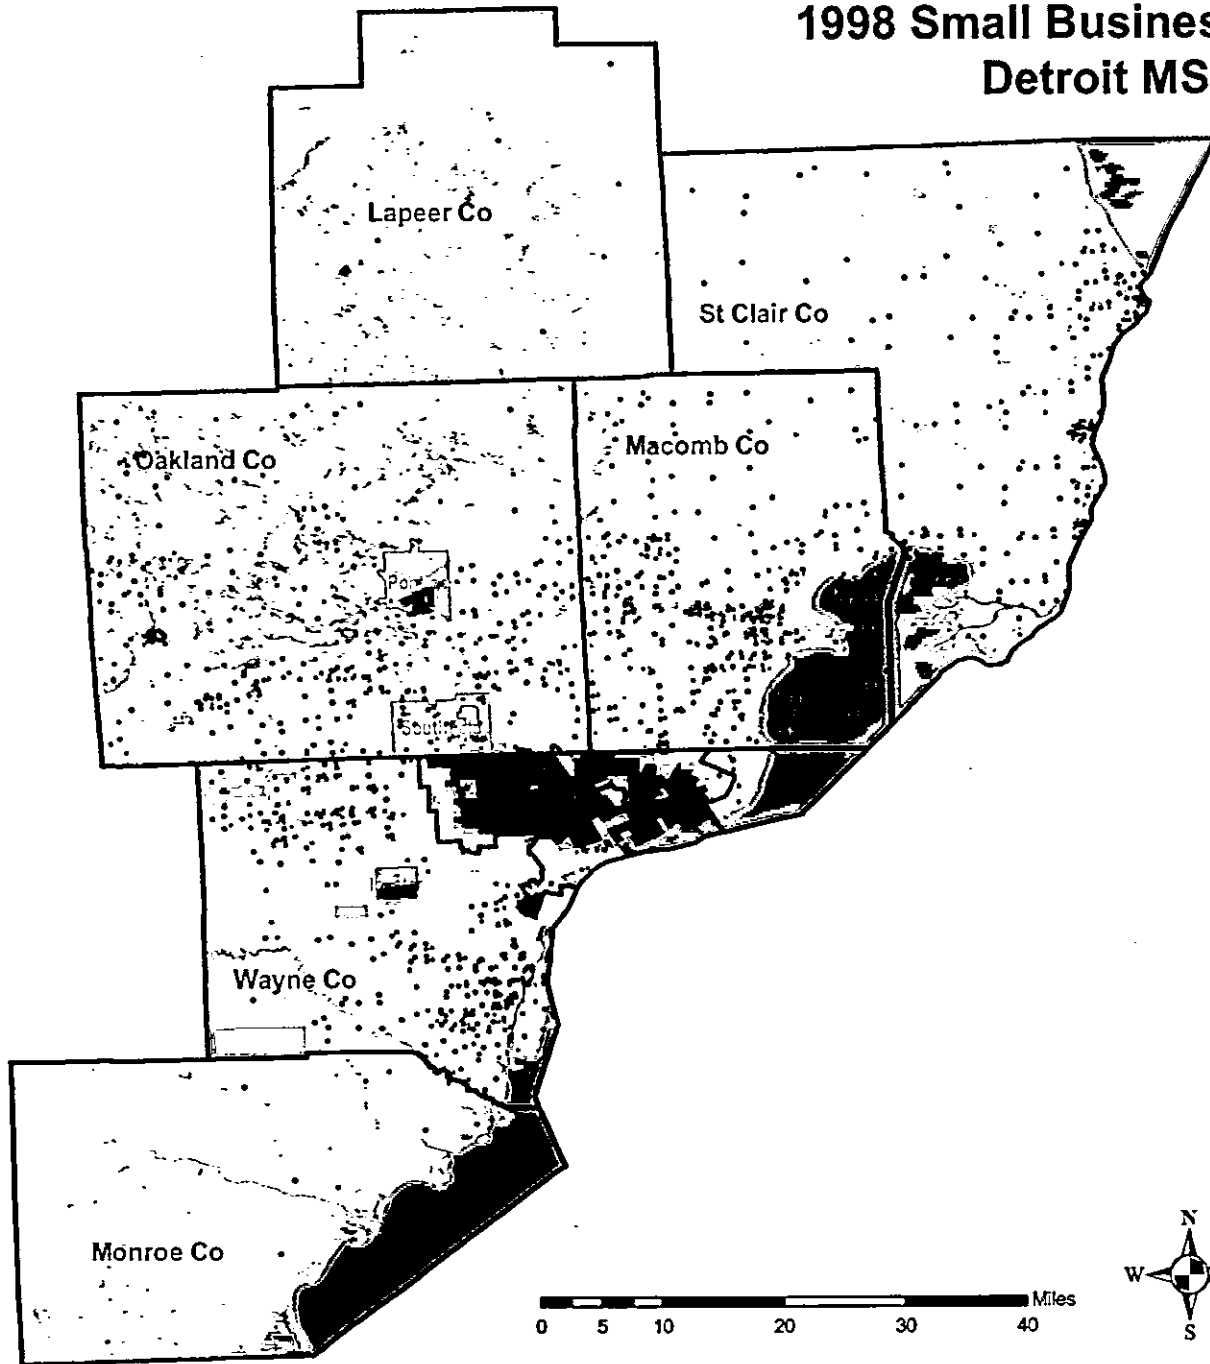 1998 Small Busines
Detroit MS
Lapeer Co
St Clair Co
Oakland Co
Macomb Co
Wayne Co
Monroe Co
N
W
S
Miles
0 5 10 20 30 40